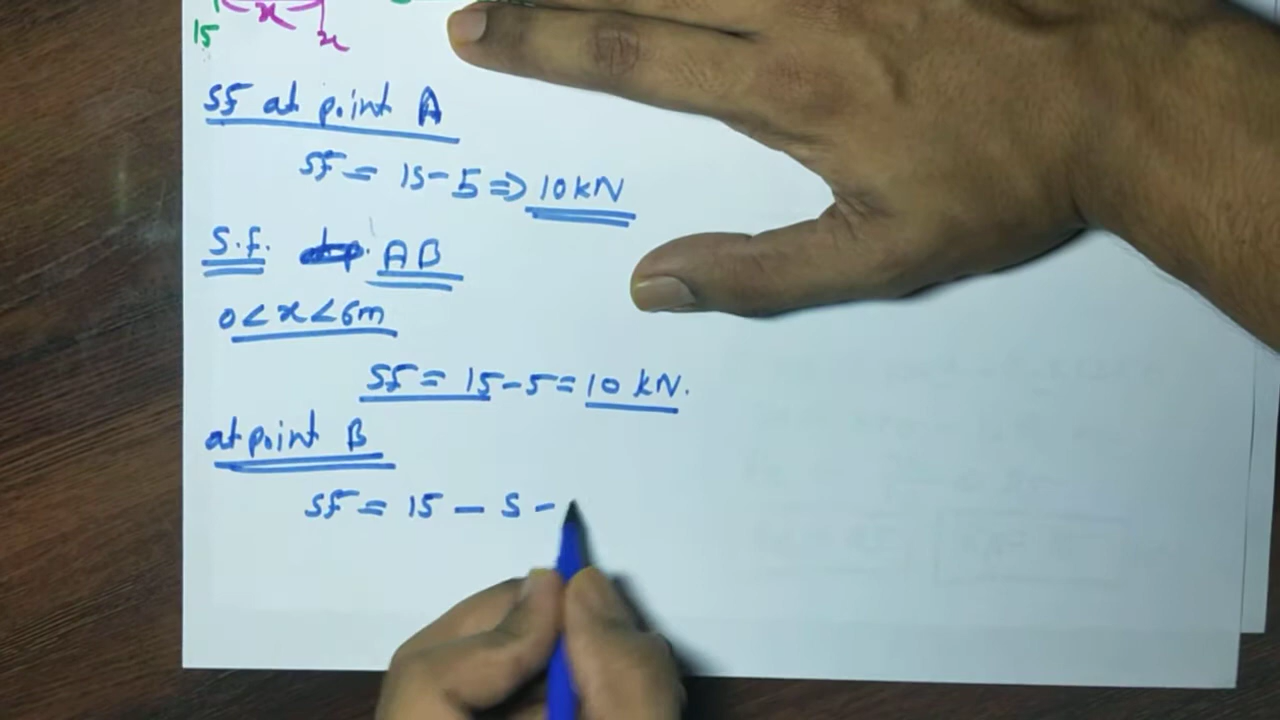 x
15 x
SF at point A
SF = 15 - 5 ⇒ 10 kN
S.F. AB
0 < x < 6m
SF = 15 - 5 = 10 kN.
at point B
SF = 15 - 5 -